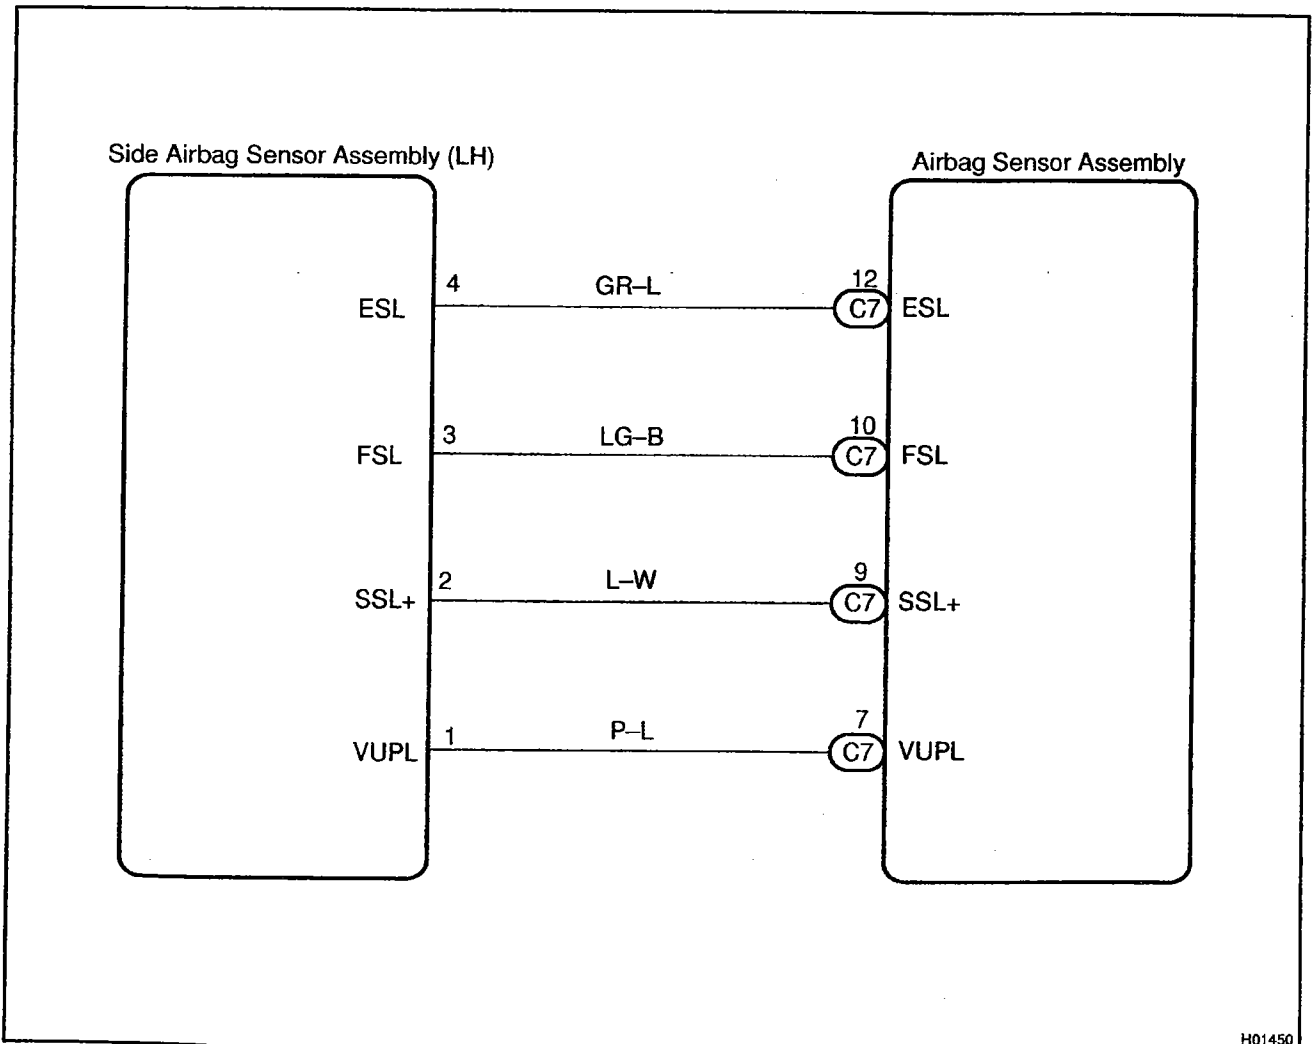 Side Airbag Sensor Assembly (LH)
Airbag Sensor Assembly
4 GR–L 12
ESL C7 ESL
3 LG–B 10
FSL C7 FSL
2 L–W 9
SSL+ C7 SSL+
1 P–L 7
VUPL C7 VUPL
H01450